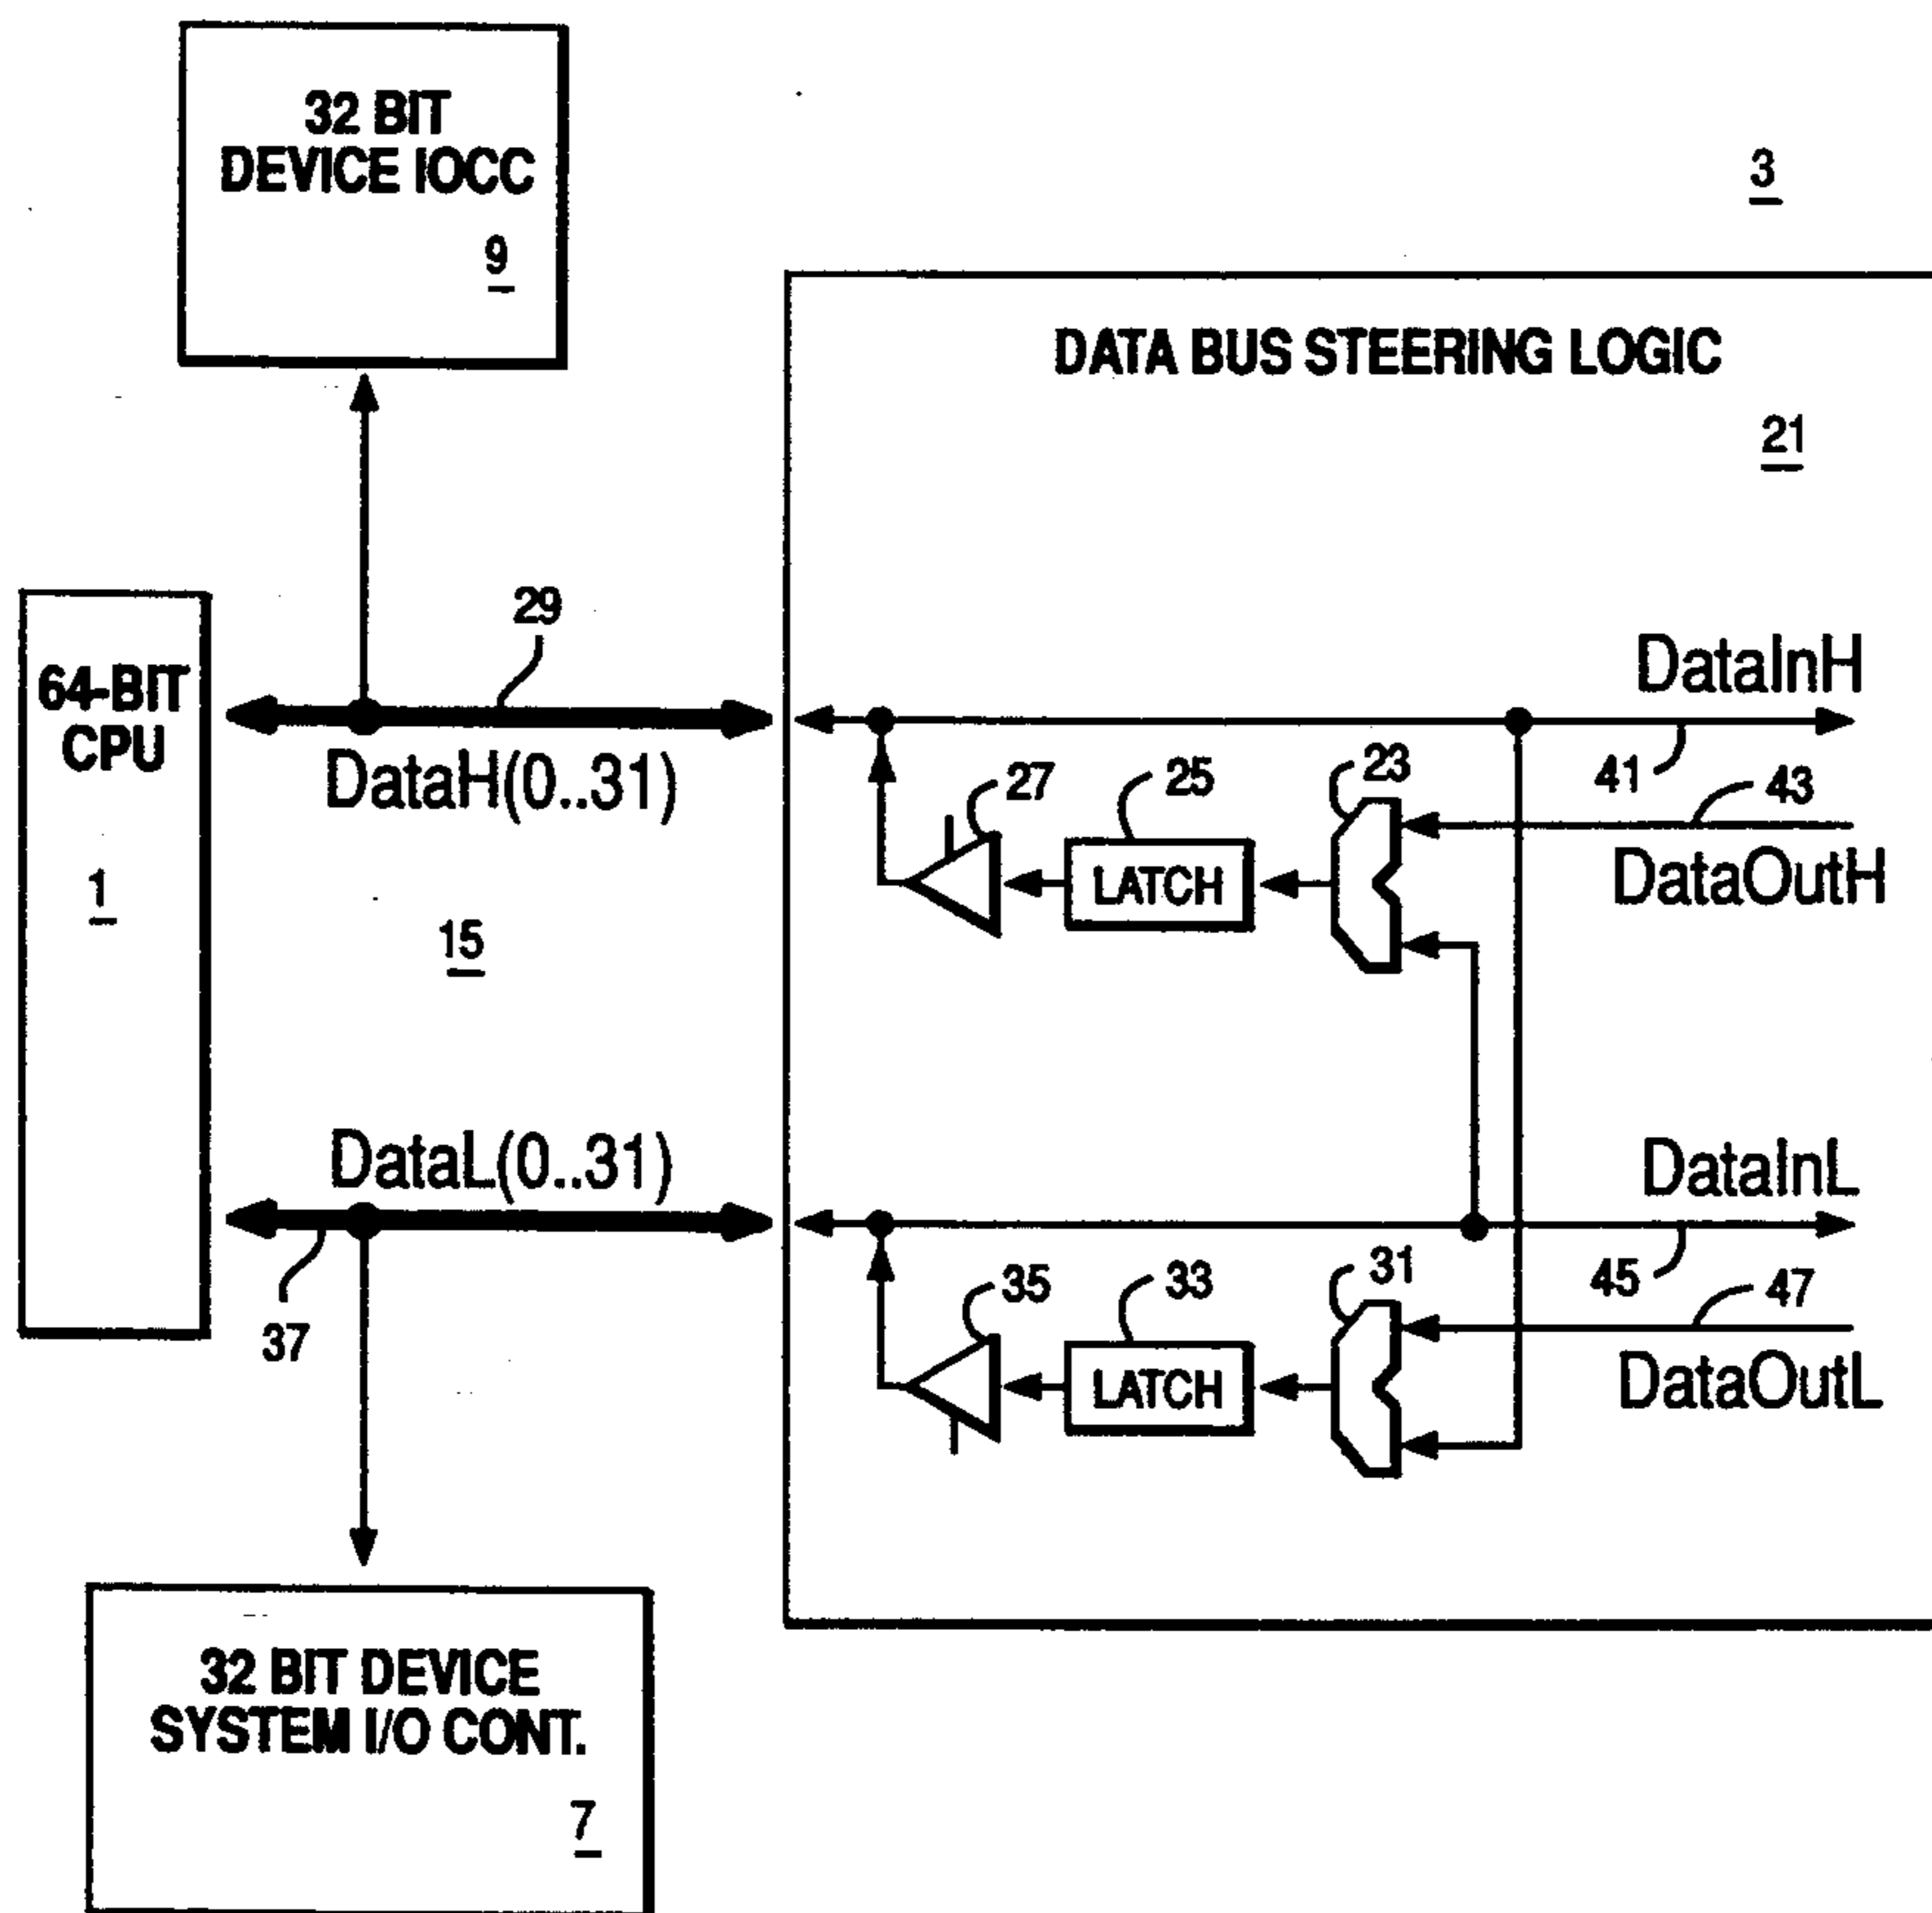 32 BIT
DEVICE IOCC
9
3
DATA BUS STEERING LOGIC
21
29
64-BIT
CPU
1
DataH(0..31)
15
DataInH
41
43
23
25
27
LATCH
DataOutH
DataL(0..31)
37
DataInL
45
47
31
33
35
LATCH
DataOutL
32 BIT DEVICE
SYSTEM I/O CONT.
7